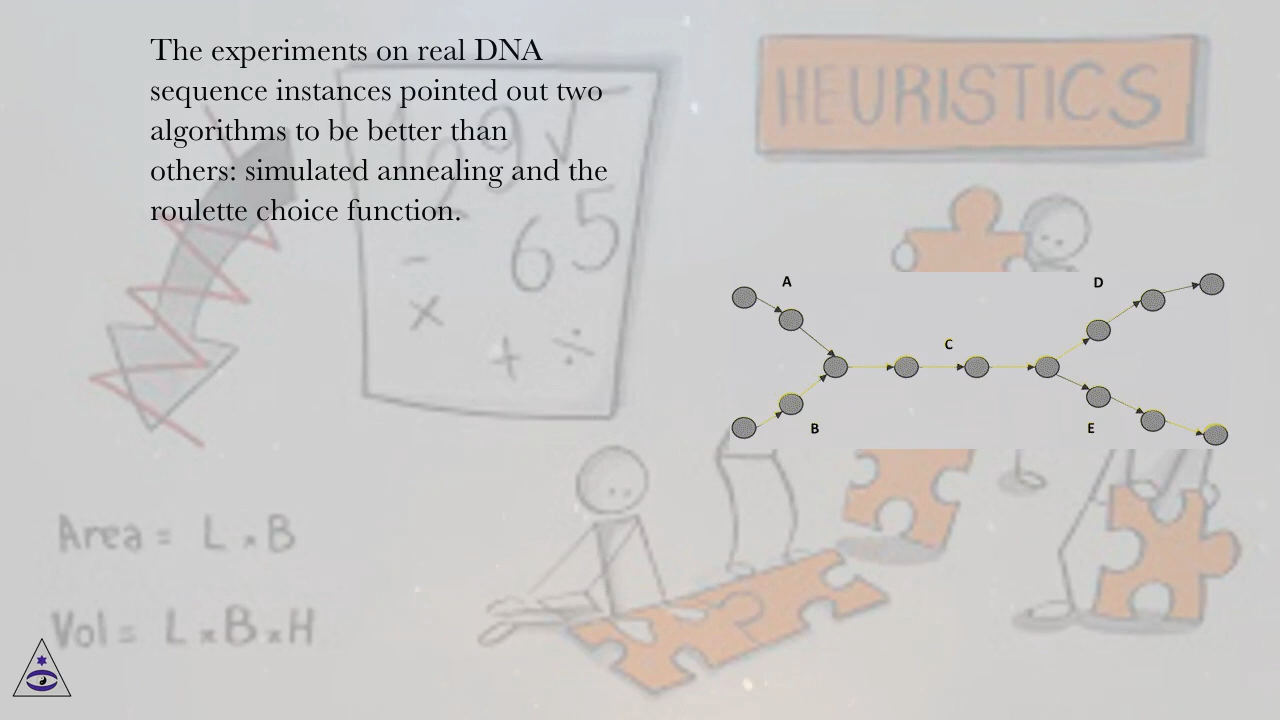 The experiments on real DNA
sequence instances pointed out two
algorithms to be better than
others: simulated annealing and the
roulette choice function.
HEURISTICS
29√
65
-
x
+ ÷
A
D
C
B
E
Area = L x B
Vol = L x B x H